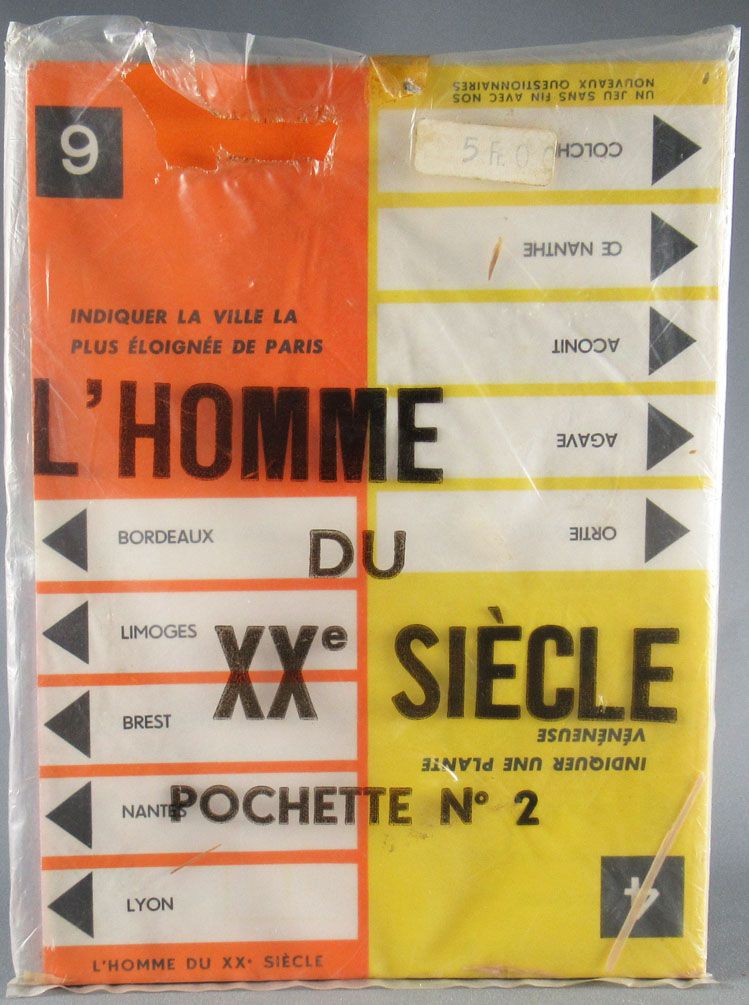 9
INDIQUER LA VILLE LA
PLUS ÉLOIGNÉE DE PARIS
L'HOMME
DU
XXe SIÈCLE
POCHETTE No 2
BORDEAUX
LIMOGES
BREST
NANTES
LYON
L'HOMME DU XXe SIÈCLE
5 Fr. 0
4
INDIQUER UNE PLANTE
VÉNÉNEUSE
ORTIE
AGAVE
ACONIT
ŒNANTHE
UN JEU SANS FIN AVEC NOS
NOUVEAUX QUESTIONNAIRES